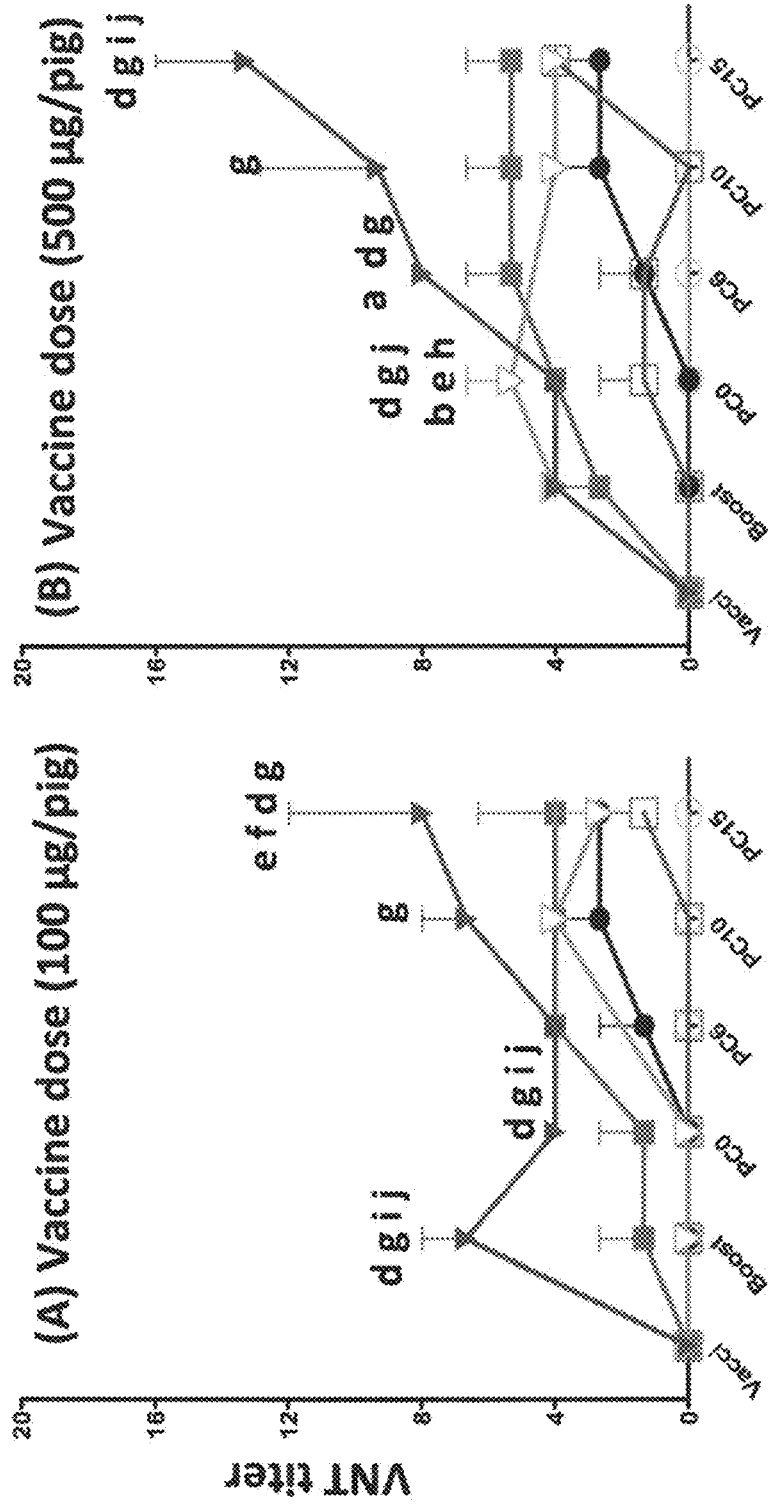 (A) Vaccine dose (100 µg/pig)
VNT titer
20
16
12
8
4
0
d g i j
d g i j
g
e f d g
Vacci
Boost
PC0
PC6
PC10
PC15
(B) Vaccine dose (500 µg/pig)
20
16
12
8
4
0
d g j
b e h
a d g
g
d g i j
Vacci
Boost
PC0
PC6
PC10
PC15